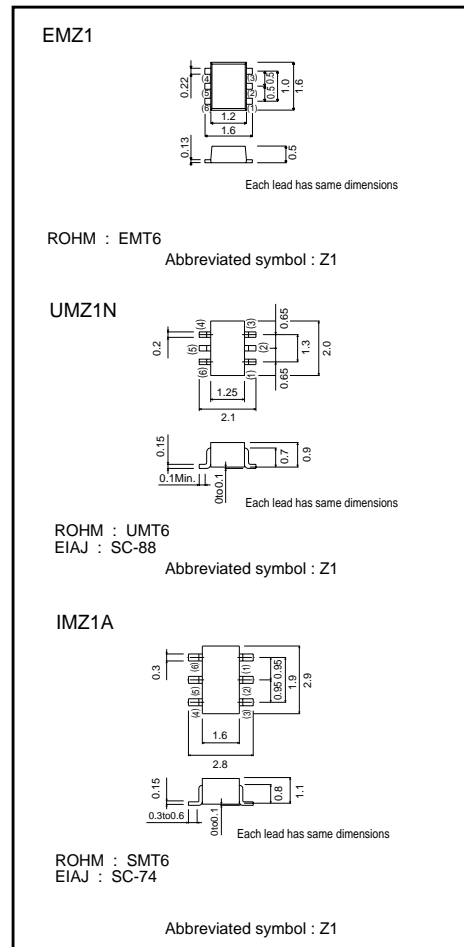 EMZ1
0.22
(4)
(3)
(5)
(2)
(6)
(1)
0.5 0.5
1.0
1.6
1.2
1.6
0.13
0.5
Each lead has same dimensions
ROHM : EMT6
Abbreviated symbol : Z1
UMZ1N
0.2
(4)
(3)
(5)
(2)
(6)
(1)
0.65
0.65
1.3
2.0
1.25
2.1
0.15
0.1Min.
0to0.1
0.7
0.9
Each lead has same dimensions
ROHM : UMT6
EIAJ : SC-88
Abbreviated symbol : Z1
IMZ1A
0.3
(6)
(1)
(5)
(2)
(4)
(3)
0.95 0.95
1.9
2.9
1.6
2.8
0.15
0.3to0.6
0to0.1
0.8
1.1
Each lead has same dimensions
ROHM : SMT6
EIAJ : SC-74
Abbreviated symbol : Z1